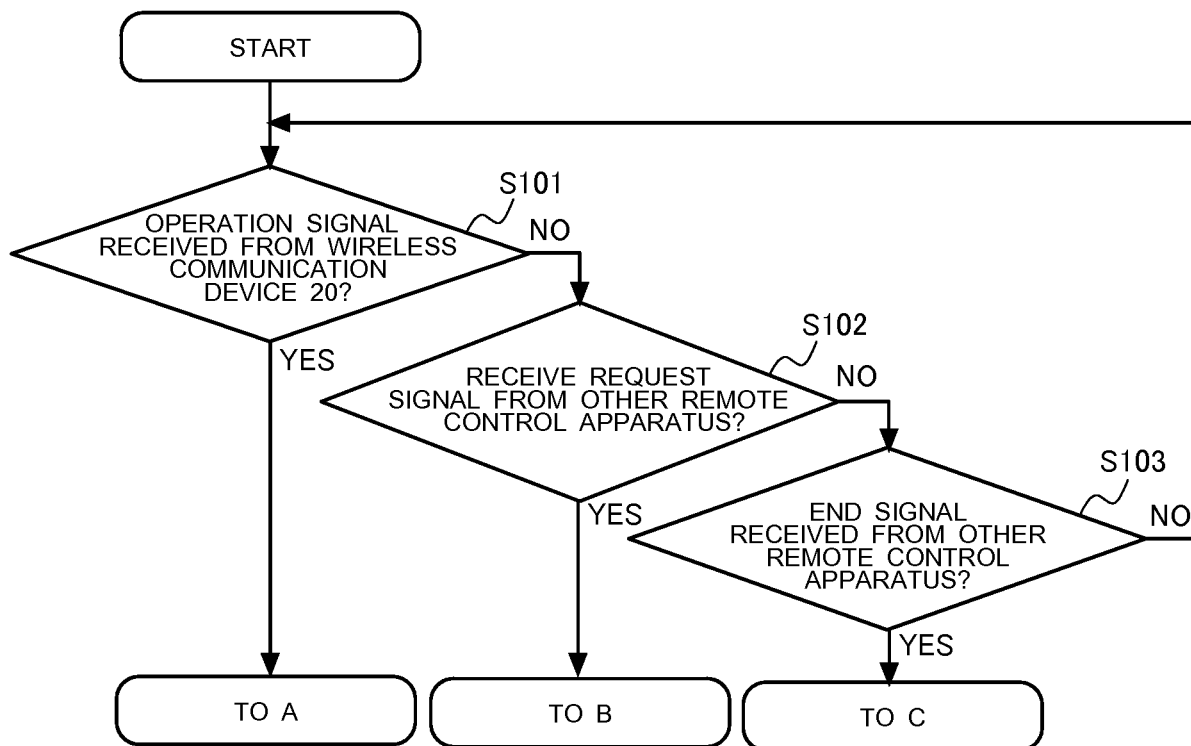 START
S101
OPERATION SIGNAL
RECEIVED FROM WIRELESS
COMMUNICATION
DEVICE 20?
NO
YES
S102
RECEIVE REQUEST
SIGNAL FROM OTHER REMOTE
CONTROL APPARATUS?
NO
YES
S103
END SIGNAL
RECEIVED FROM OTHER
REMOTE CONTROL
APPARATUS?
NO
YES
TO A
TO B
TO C